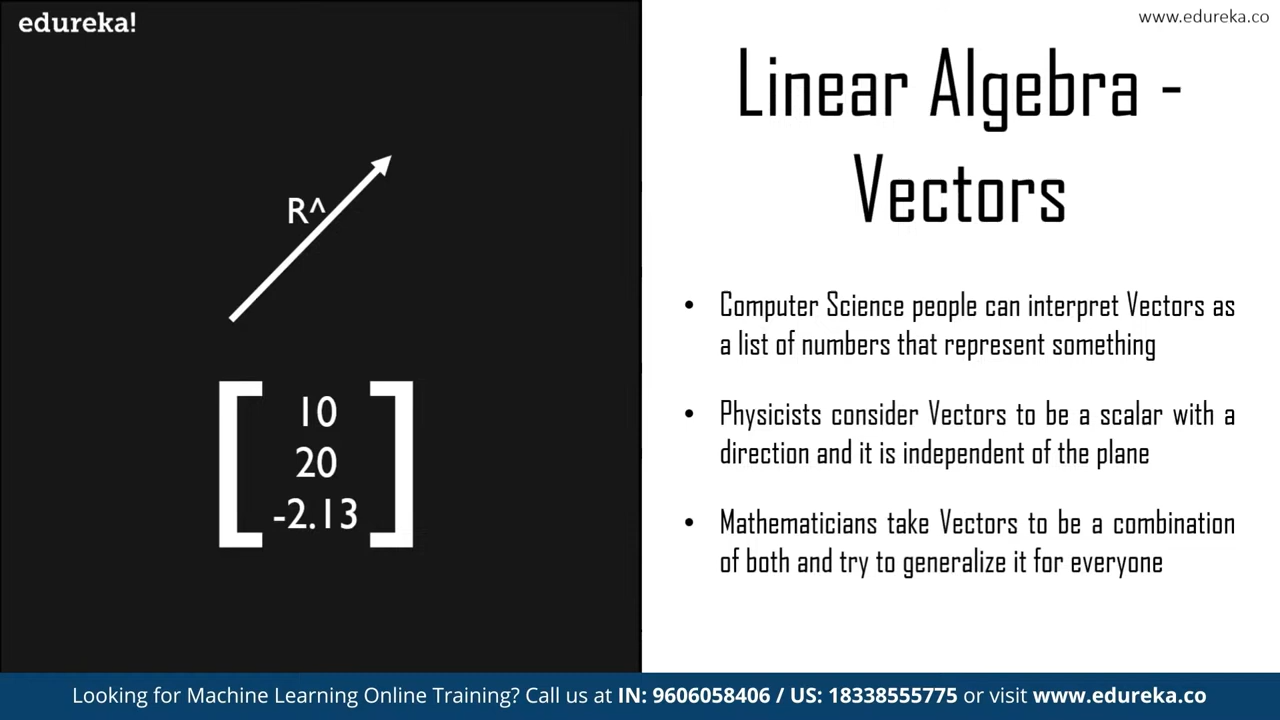 edureka!
www.edureka.co
Linear Algebra -
Vectors
R^
10
20
-2.13
• Computer Science people can interpret Vectors as
a list of numbers that represent something
• Physicists consider Vectors to be a scalar with a
direction and it is independent of the plane
• Mathematicians take Vectors to be a combination
of both and try to generalize it for everyone
Looking for Machine Learning Online Training? Call us at IN: 9606058406 / US: 18338555775 or visit www.edureka.co